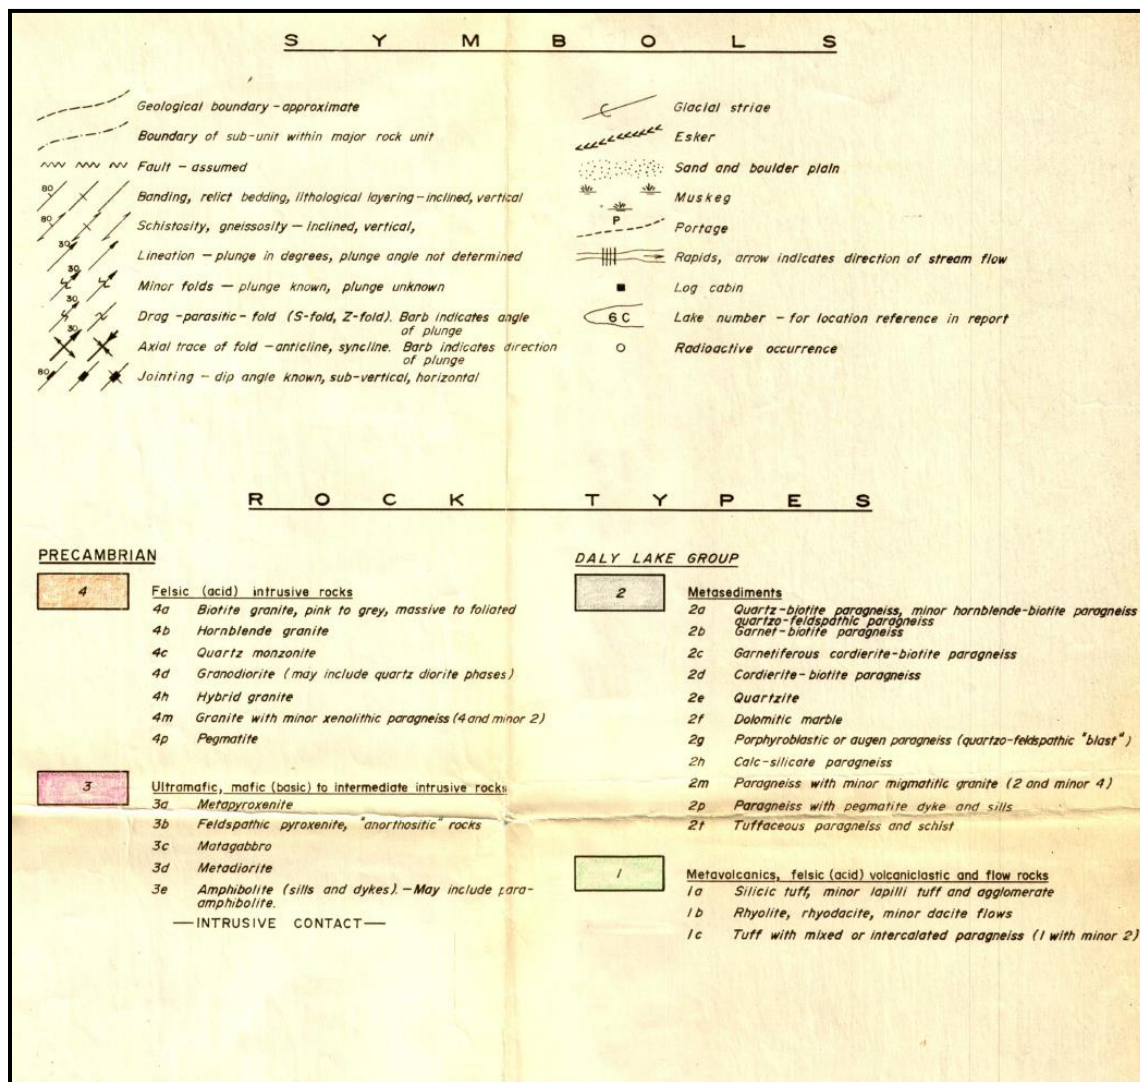 SYMBOLS
Geological boundary - approximate
Boundary of sub-unit within major rock unit
Fault - assumed
80 Banding, relict bedding, lithological layering - inclined, vertical
80 Schistosity, gneissosity - inclined, vertical,
30 Lineation - plunge in degrees, plunge angle not determined
30 Minor folds - plunge known, plunge unknown
30 Drag - parasitic - fold (S-fold, Z-fold). Barb indicates angle
of plunge
30 Axial trace of fold - anticline, syncline. Barb indicates direction
of plunge
80 Jointing - dip angle known, sub-vertical, horizontal
Glacial striae
Esker
Sand and boulder plain
Muskeg
P Portage
Rapids, arrow indicates direction of stream flow
Log cabin
6C Lake number - for location reference in report
Radioactive occurrence
ROCK TYPES
PRECAMBRIAN
4 Felsic (acid) intrusive rocks
4a Biotite granite, pink to grey, massive to foliated
4b Hornblende granite
4c Quartz monzonite
4d Granodiorite (may include quartz diorite phases)
4h Hybrid granite
4m Granite with minor xenolithic paragneiss (4 and minor 2)
4p Pegmatite
3 Ultramafic, mafic (basic) to intermediate intrusive rocks
3a Metapyroxenite
3b Feldspathic pyroxenite, "anorthositic" rocks
3c Matagabbro
3d Metadiorite
3e Amphibolite (sills and dykes). - May include para-
amphibolite.
—INTRUSIVE CONTACT—
DALY LAKE GROUP
2 Metasediments
2a Quartz-biotite paragneiss, minor hornblende-biotite paragneiss
quartzo-feldspathic paragneiss
2b Garnet-biotite paragneiss
2c Garnetiferous cordierite-biotite paragneiss
2d Cordierite-biotite paragneiss
2e Quartzite
2f Dolomitic marble
2g Porphyroblastic or augen paragneiss (quartzo-feldspathic "blast")
2h Calc-silicate paragneiss
2m Paragneiss with minor migmatitic granite (2 and minor 4)
2p Paragneiss with pegmatite dyke and sills
2t Tuffaceous paragneiss and schist
1 Metavolcanics, felsic (acid) volcaniclastic and flow rocks
1a Silicic tuff, minor lapilli tuff and agglomerate
1b Rhyolite, rhyodacite, minor dacite flows
1c Tuff with mixed or intercalated paragneiss (1 with minor 2)